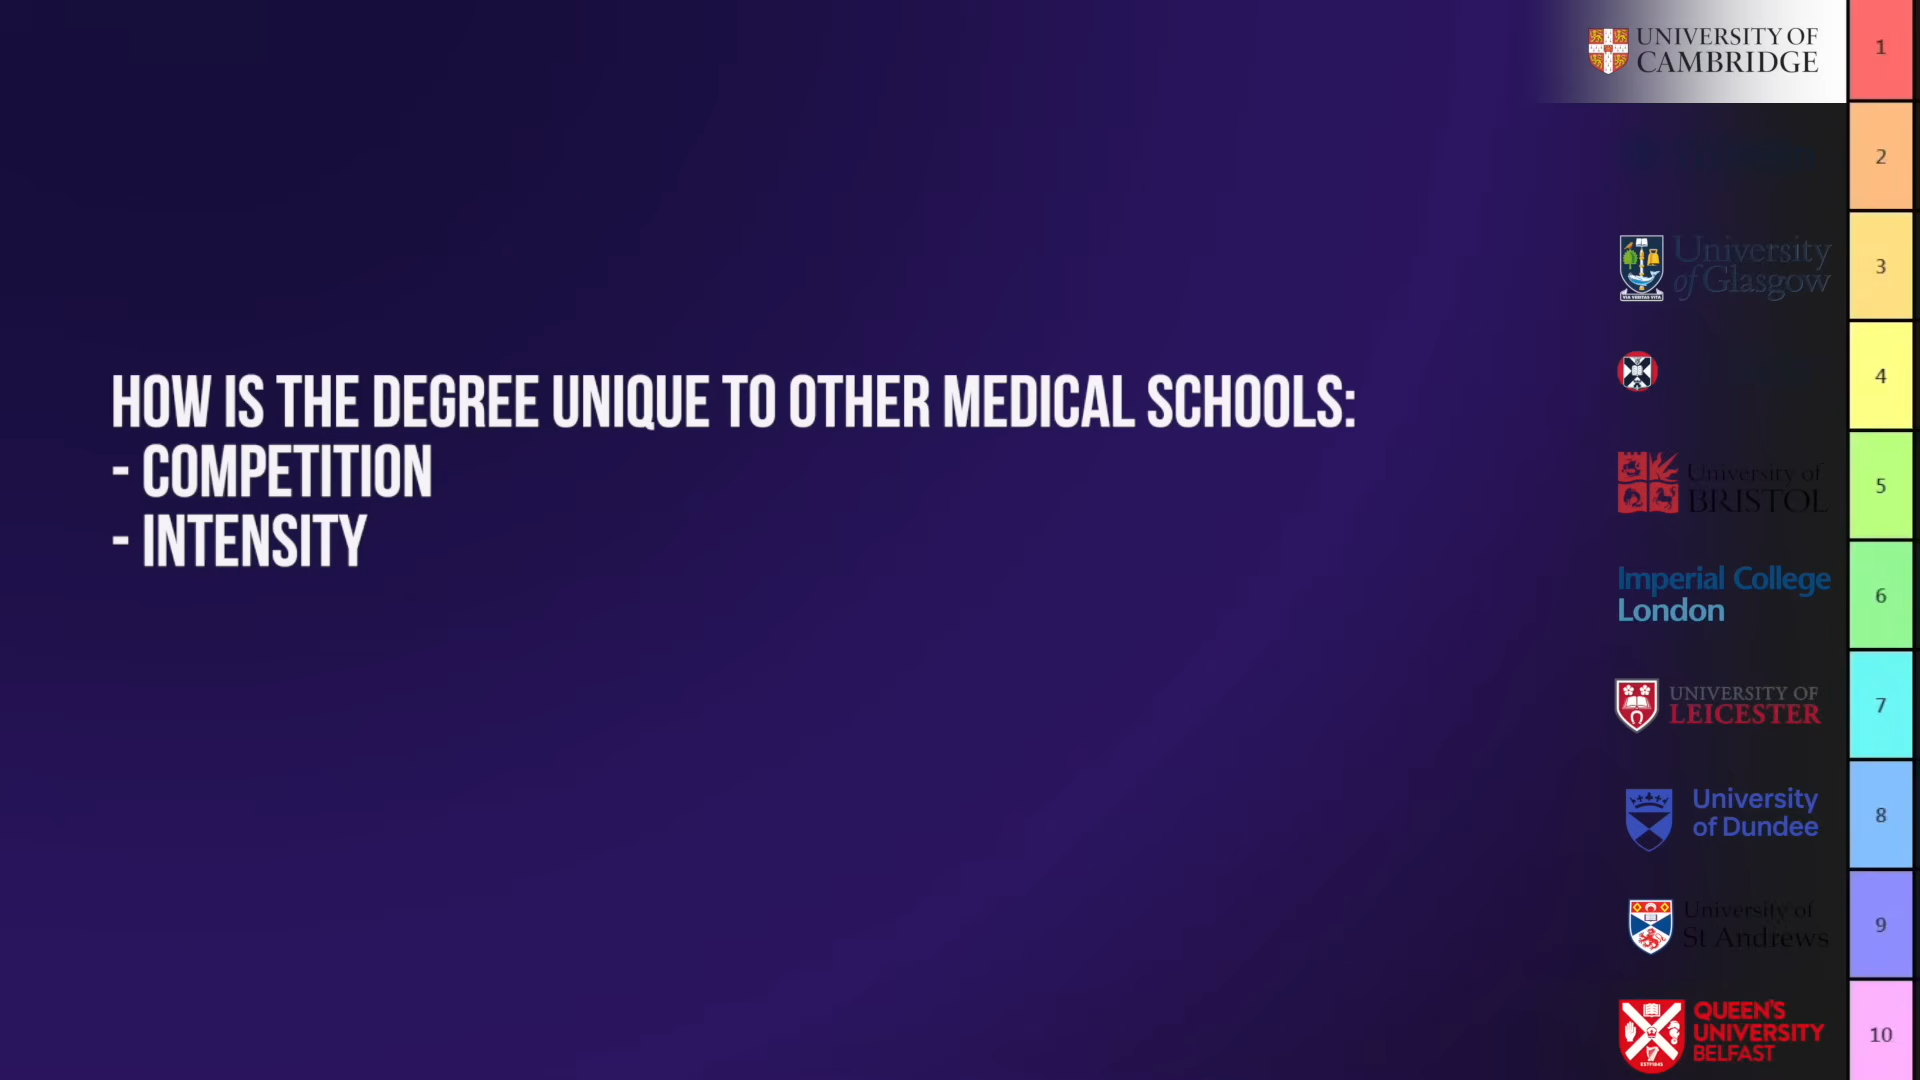 HOW IS THE DEGREE UNIQUE TO OTHER MEDICAL SCHOOLS:
- COMPETITION
- INTENSITY
UNIVERSITY OF
CAMBRIDGE
1
2
University
of Glasgow
3
4
University of
BRISTOL
5
Imperial College
London
6
UNIVERSITY OF
LEICESTER
7
University
of Dundee
8
University of
St Andrews
9
QUEEN'S
UNIVERSITY
BELFAST
10